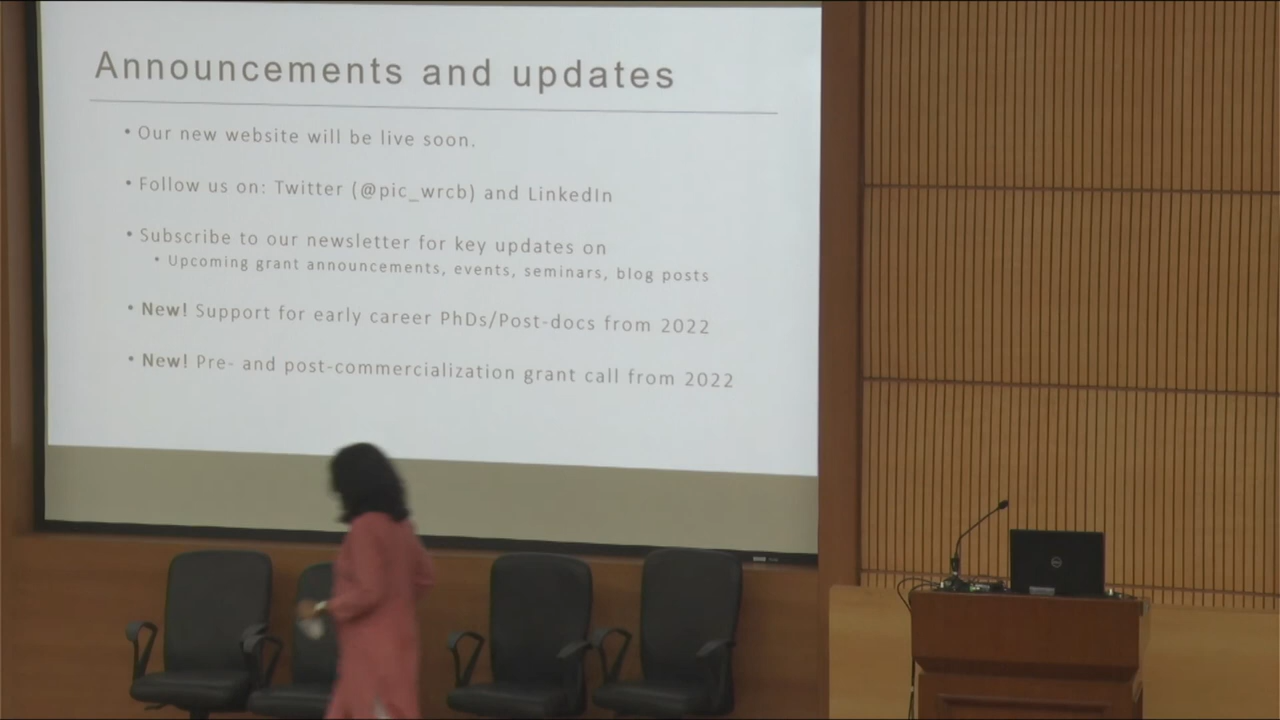 Announcements and updates
• Our new website will be live soon.
• Follow us on: Twitter (@pic_wrcb) and LinkedIn
• Subscribe to our newsletter for key updates on
• Upcoming grant announcements, events, seminars, blog posts
• New! Support for early career PhDs/Post-docs from 2022
• New! Pre- and post-commercialization grant call from 2022